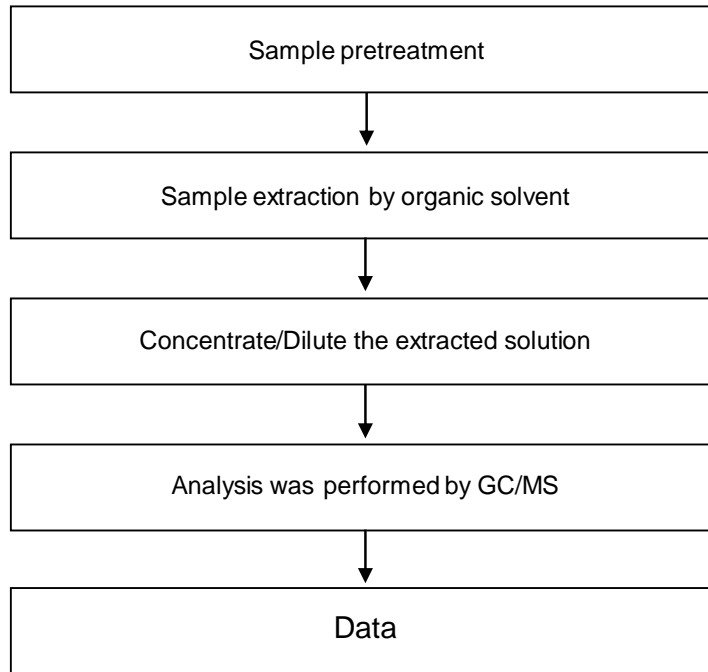 Sample pretreatment
Sample extraction by organic solvent
Concentrate/Dilute the extracted solution
Analysis was performed by GC/MS
Data